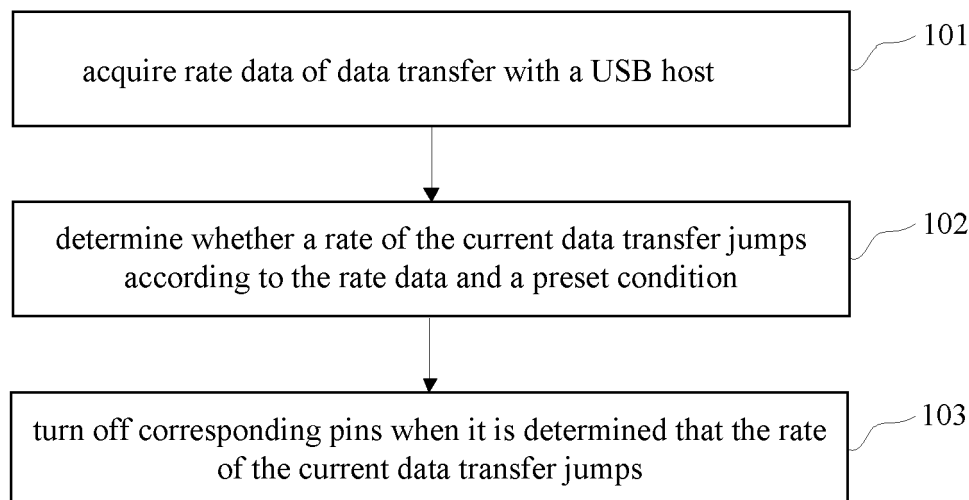 acquire rate data of data transfer with a USB host
101
determine whether a rate of the current data transfer jumps
according to the rate data and a preset condition
102
turn off corresponding pins when it is determined that the rate
of the current data transfer jumps
103